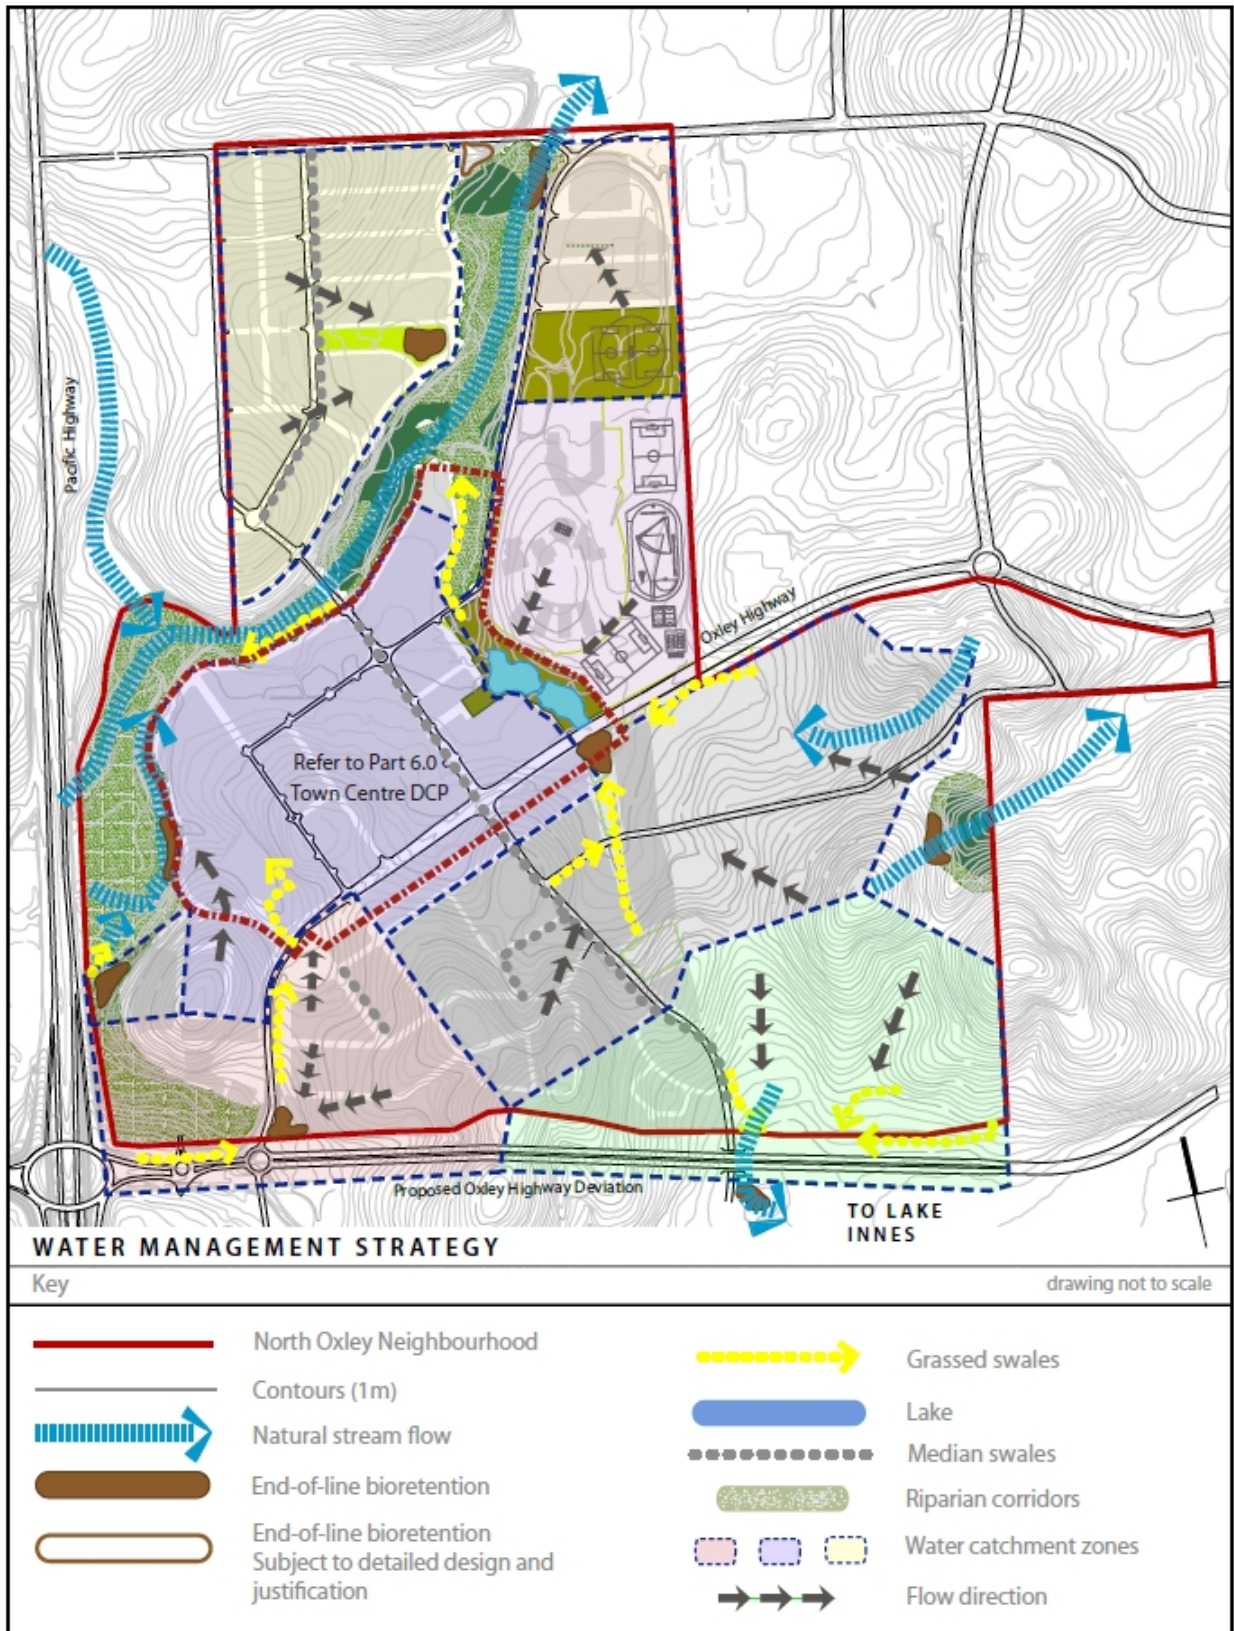 Pacific Highway
Oxley Highway
Refer to Part 6.0
Town Centre DCP
Proposed Oxley Highway Deviation
TO LAKE
INNES
WATER MANAGEMENT STRATEGY
Key
drawing not to scale
North Oxley Neighbourhood
Contours (1m)
Natural stream flow
End-of-line bioretention
End-of-line bioretention
Subject to detailed design and
justification
Grassed swales
Lake
Median swales
Riparian corridors
Water catchment zones
Flow direction